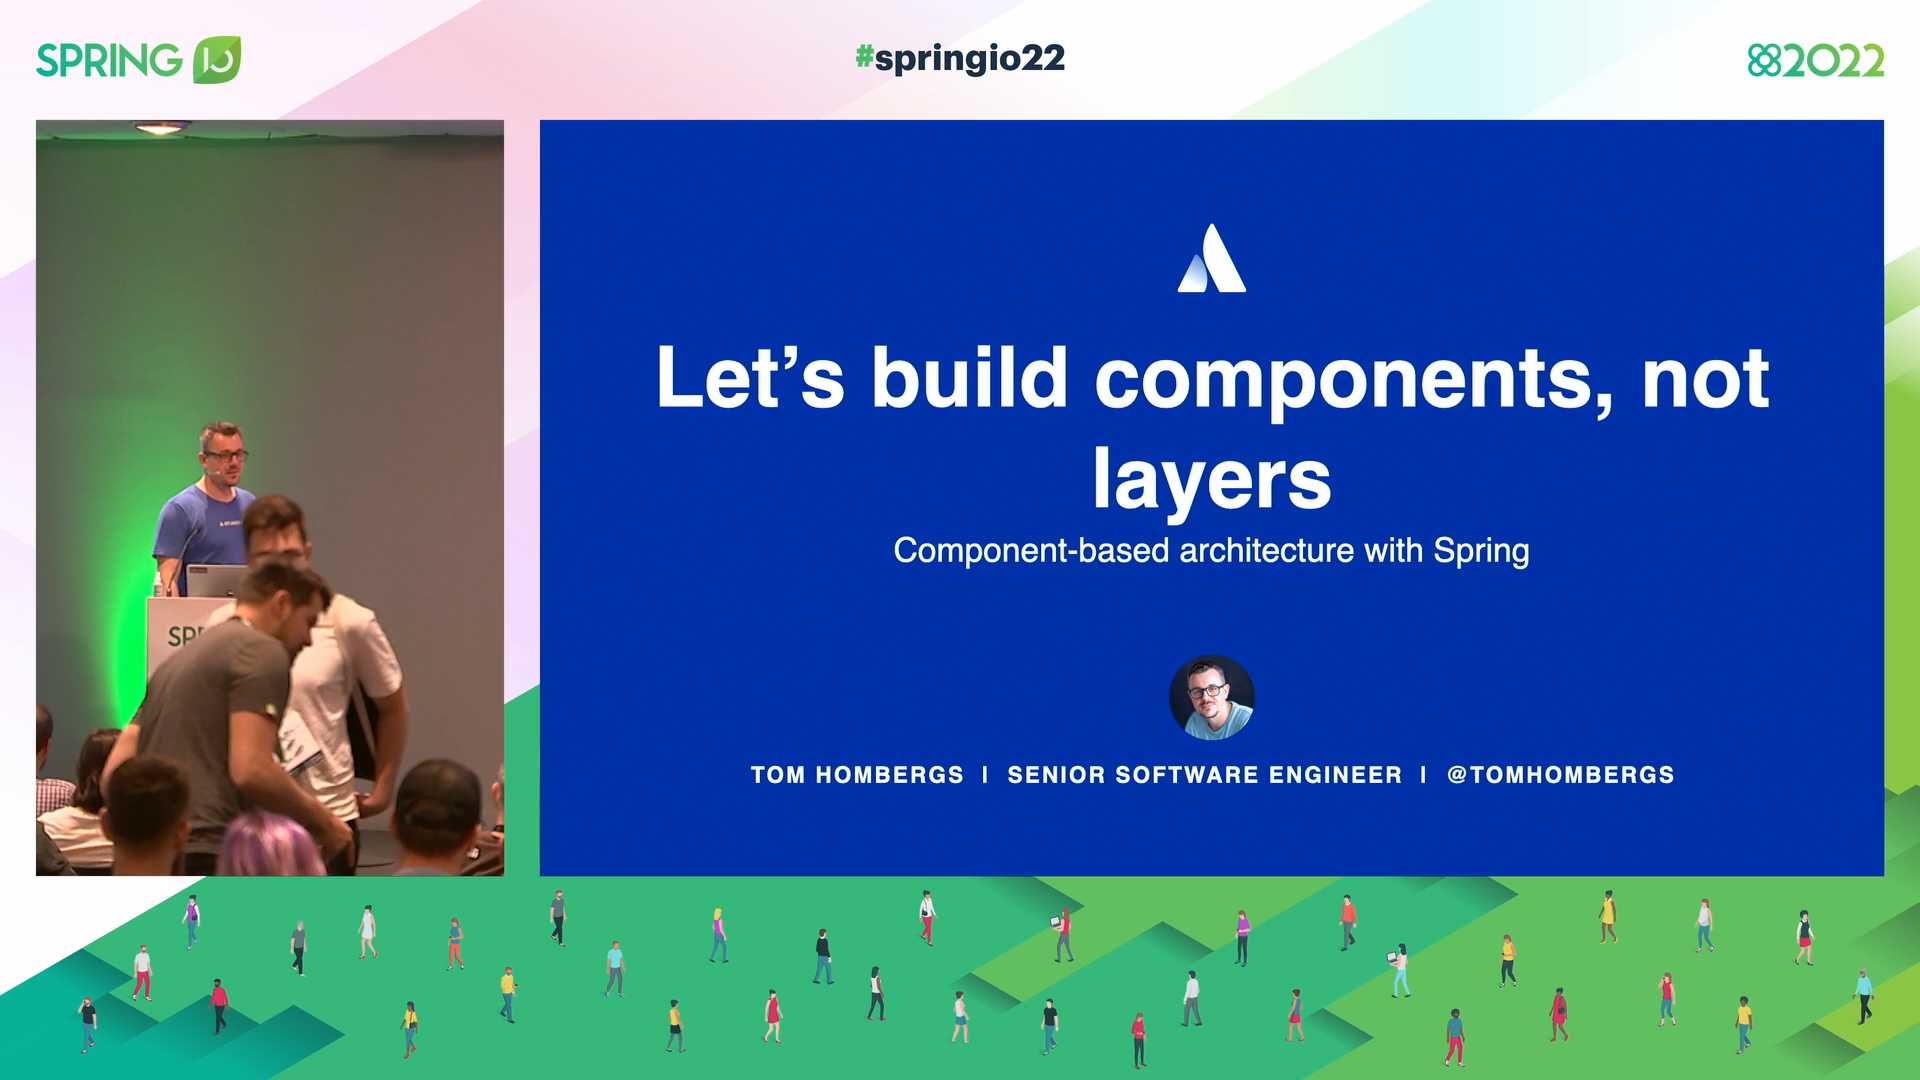 SPRING IO
#springio22
2022
Let’s build components, not
layers
Component-based architecture with Spring
TOM HOMBERGS | SENIOR SOFTWARE ENGINEER | @TOMHOMBERGS